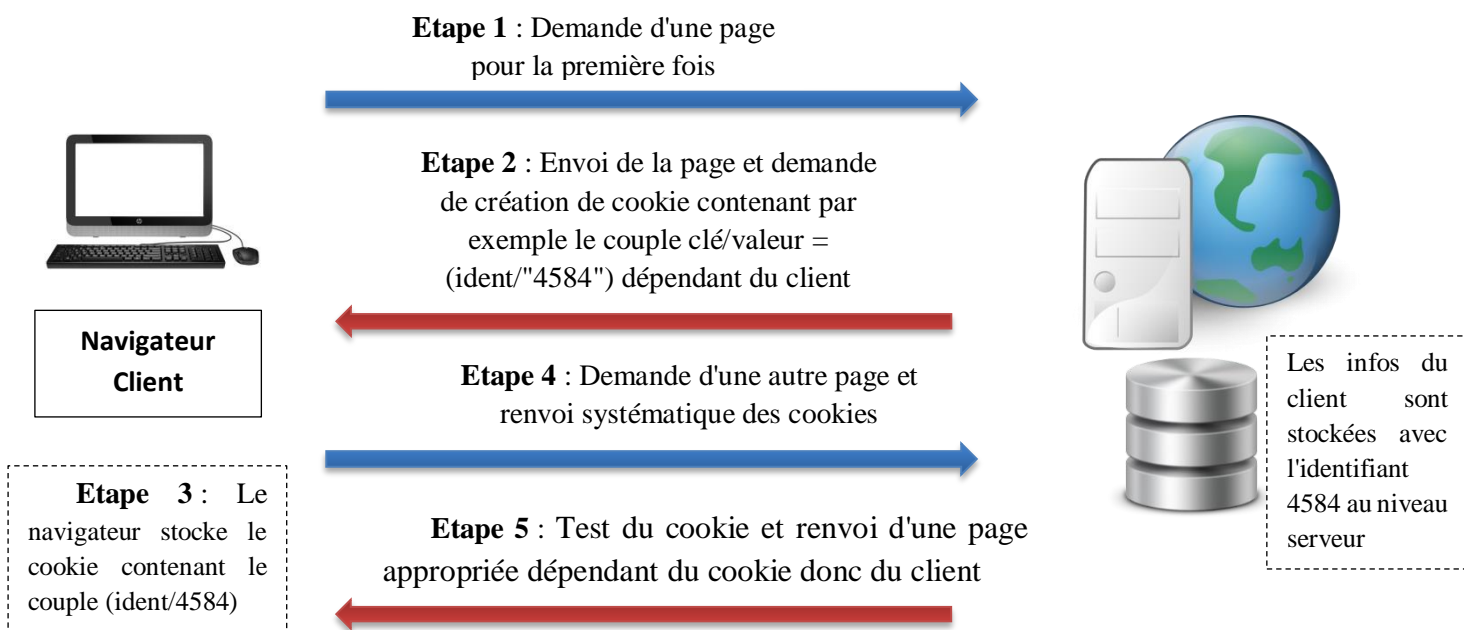 Etape 1 : Demande d'une page
pour la première fois
Etape 2 : Envoi de la page et demande
de création de cookie contenant par
exemple le couple clé/valeur =
(ident/"4584") dépendant du client
Navigateur
Client
Etape 4 : Demande d'une autre page et
renvoi systématique des cookies
Les infos du
client sont
stockées avec
l'identifiant
4584 au niveau
serveur
Etape 3 : Le
navigateur stocke le
cookie contenant le
couple (ident/4584)
Etape 5 : Test du cookie et renvoi d'une page
appropriée dépendant du cookie donc du client